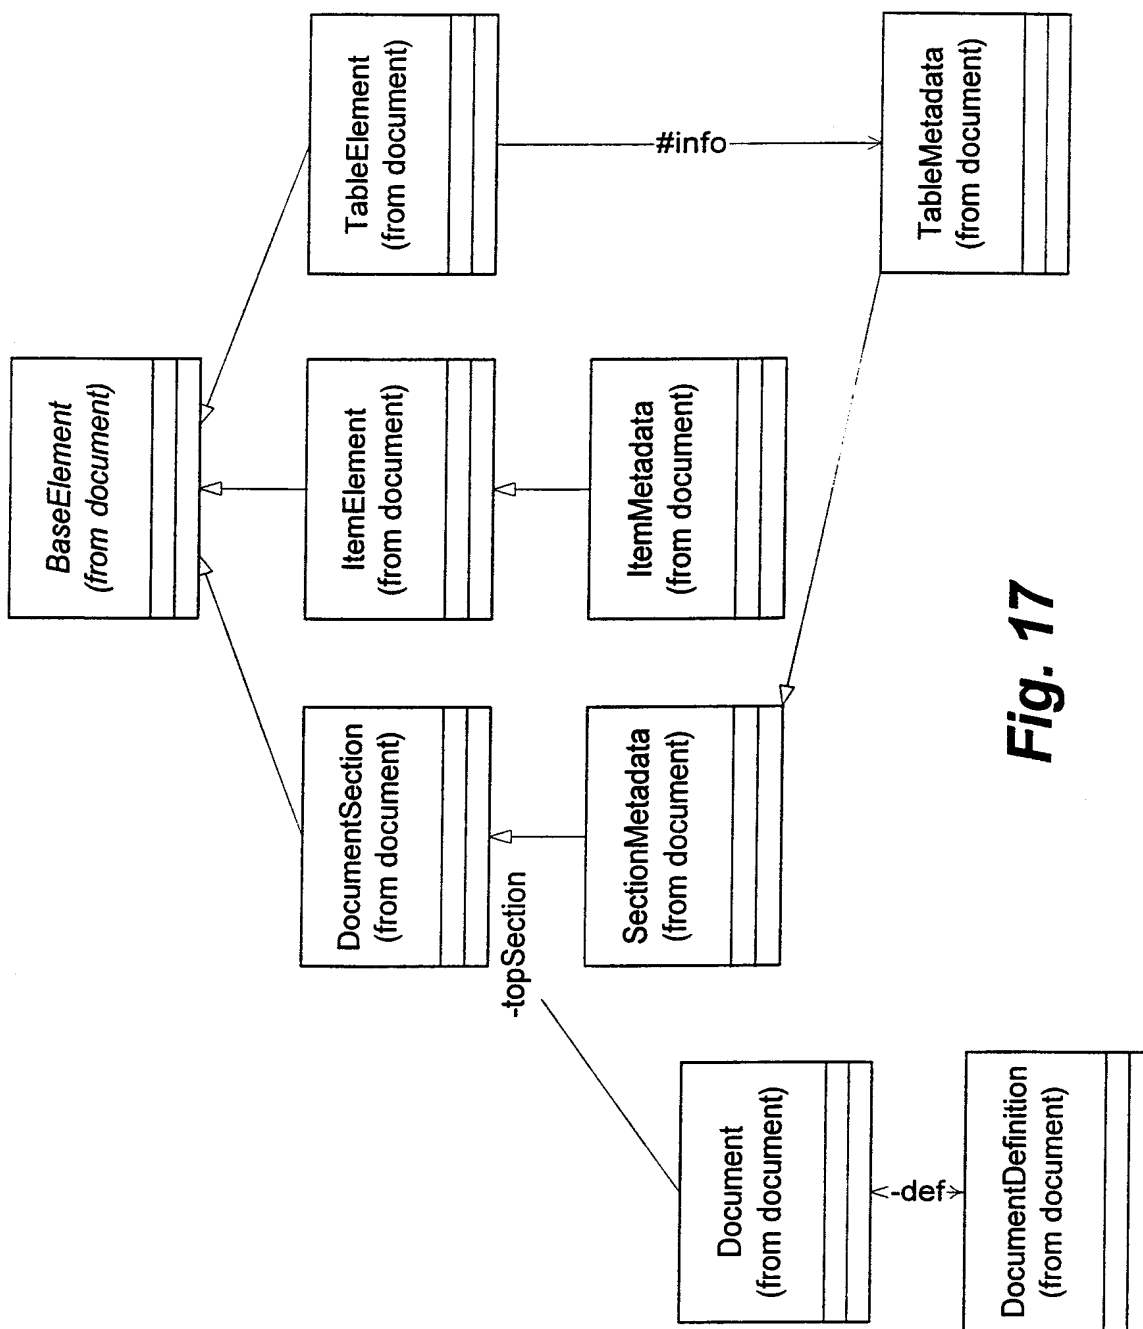 BaseElement
(from document)
DocumentSection
(from document)
ItemElement
(from document)
TableElement
(from document)
-topSection
#info
SectionMetadata
(from document)
ItemMetadata
(from document)
Document
(from document)
TableMetadata
(from document)
-def
DocumentDefinition
(from document)
Fig. 17